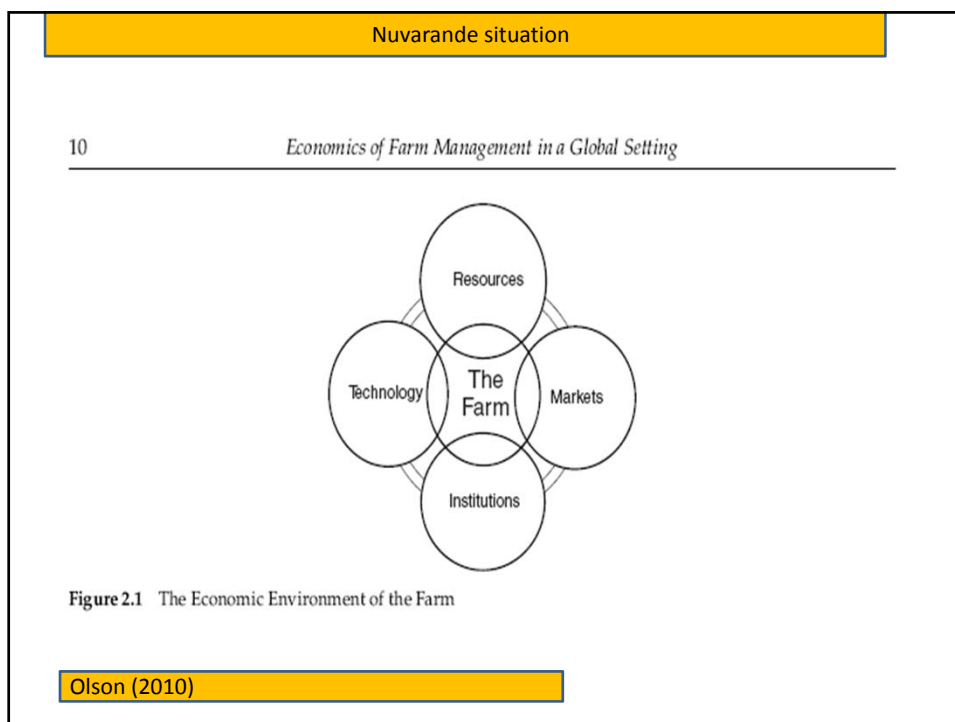 Nuvarande situation
10 Economics of Farm Management in a Global Setting
Resources
Technology
The
Farm
Markets
Institutions
Figure 2.1 The Economic Environment of the Farm
Olson (2010)